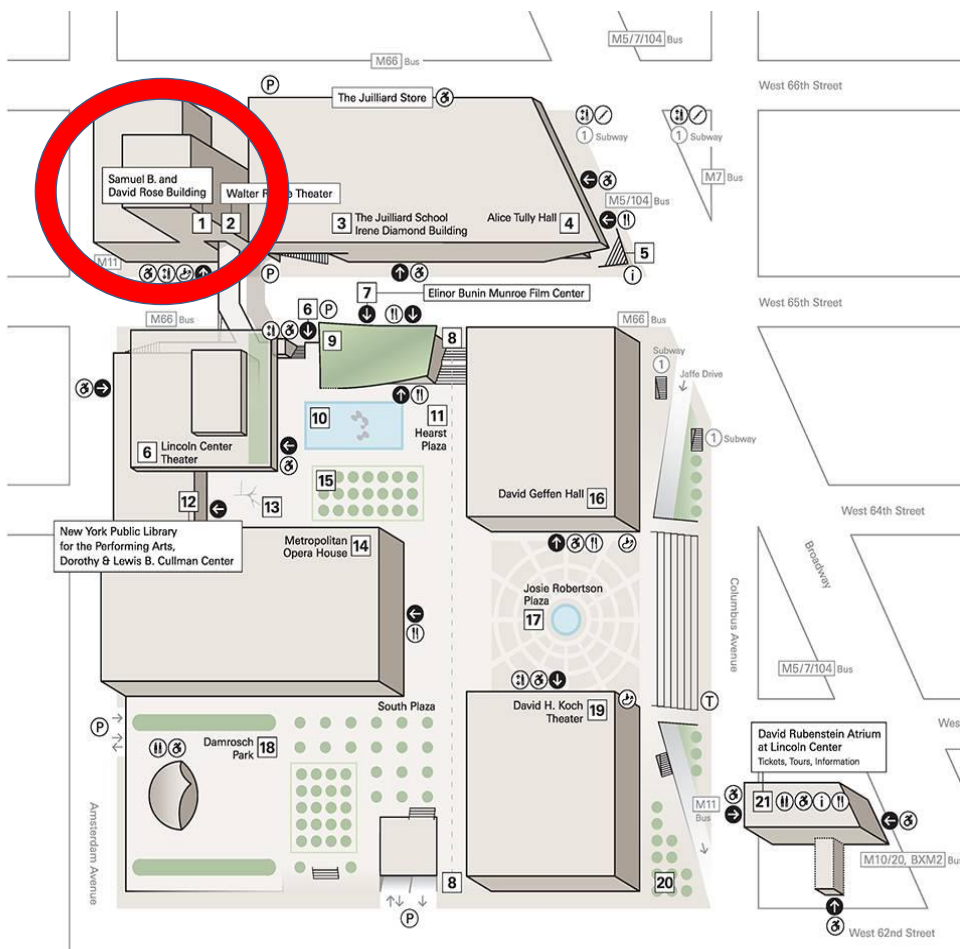 M5/7/104 Bus
M66 Bus
West 66th Street
P
The Juilliard Store
1 Subway
1 Subway
Samuel B. and
David Rose Building
Walter Theater
M7 Bus
M5/104 Bus
1
2
3
The Juilliard School
Irene Diamond Building
Alice Tully Hall
4
5
M11
P
i
7
Elinor Bunin Munroe Film Center
West 65th Street
6
P
M66 Bus
9
8
M66 Bus
Subway
1
Jaffe Drive
10
11
Hearst
Plaza
6
Lincoln Center
Theater
1 Subway
15
12
13
David Geffen Hall
16
West 64th Street
New York Public Library
for the Performing Arts,
Dorothy & Lewis B. Cullman Center
Metropolitan
Opera House
14
Broadway
Josie Robertson
Plaza
17
Columbus Avenue
M5/7/104 Bus
South Plaza
David H. Koch
Theater
19
T
P
Damrosch
Park
18
Wes
David Rubenstein Atrium
at Lincoln Center
Tickets, Tours, Information
M11
Bus
21
i
Amsterdam Avenue
M10/20, BXM2 Bu
8
20
P
West 62nd Street